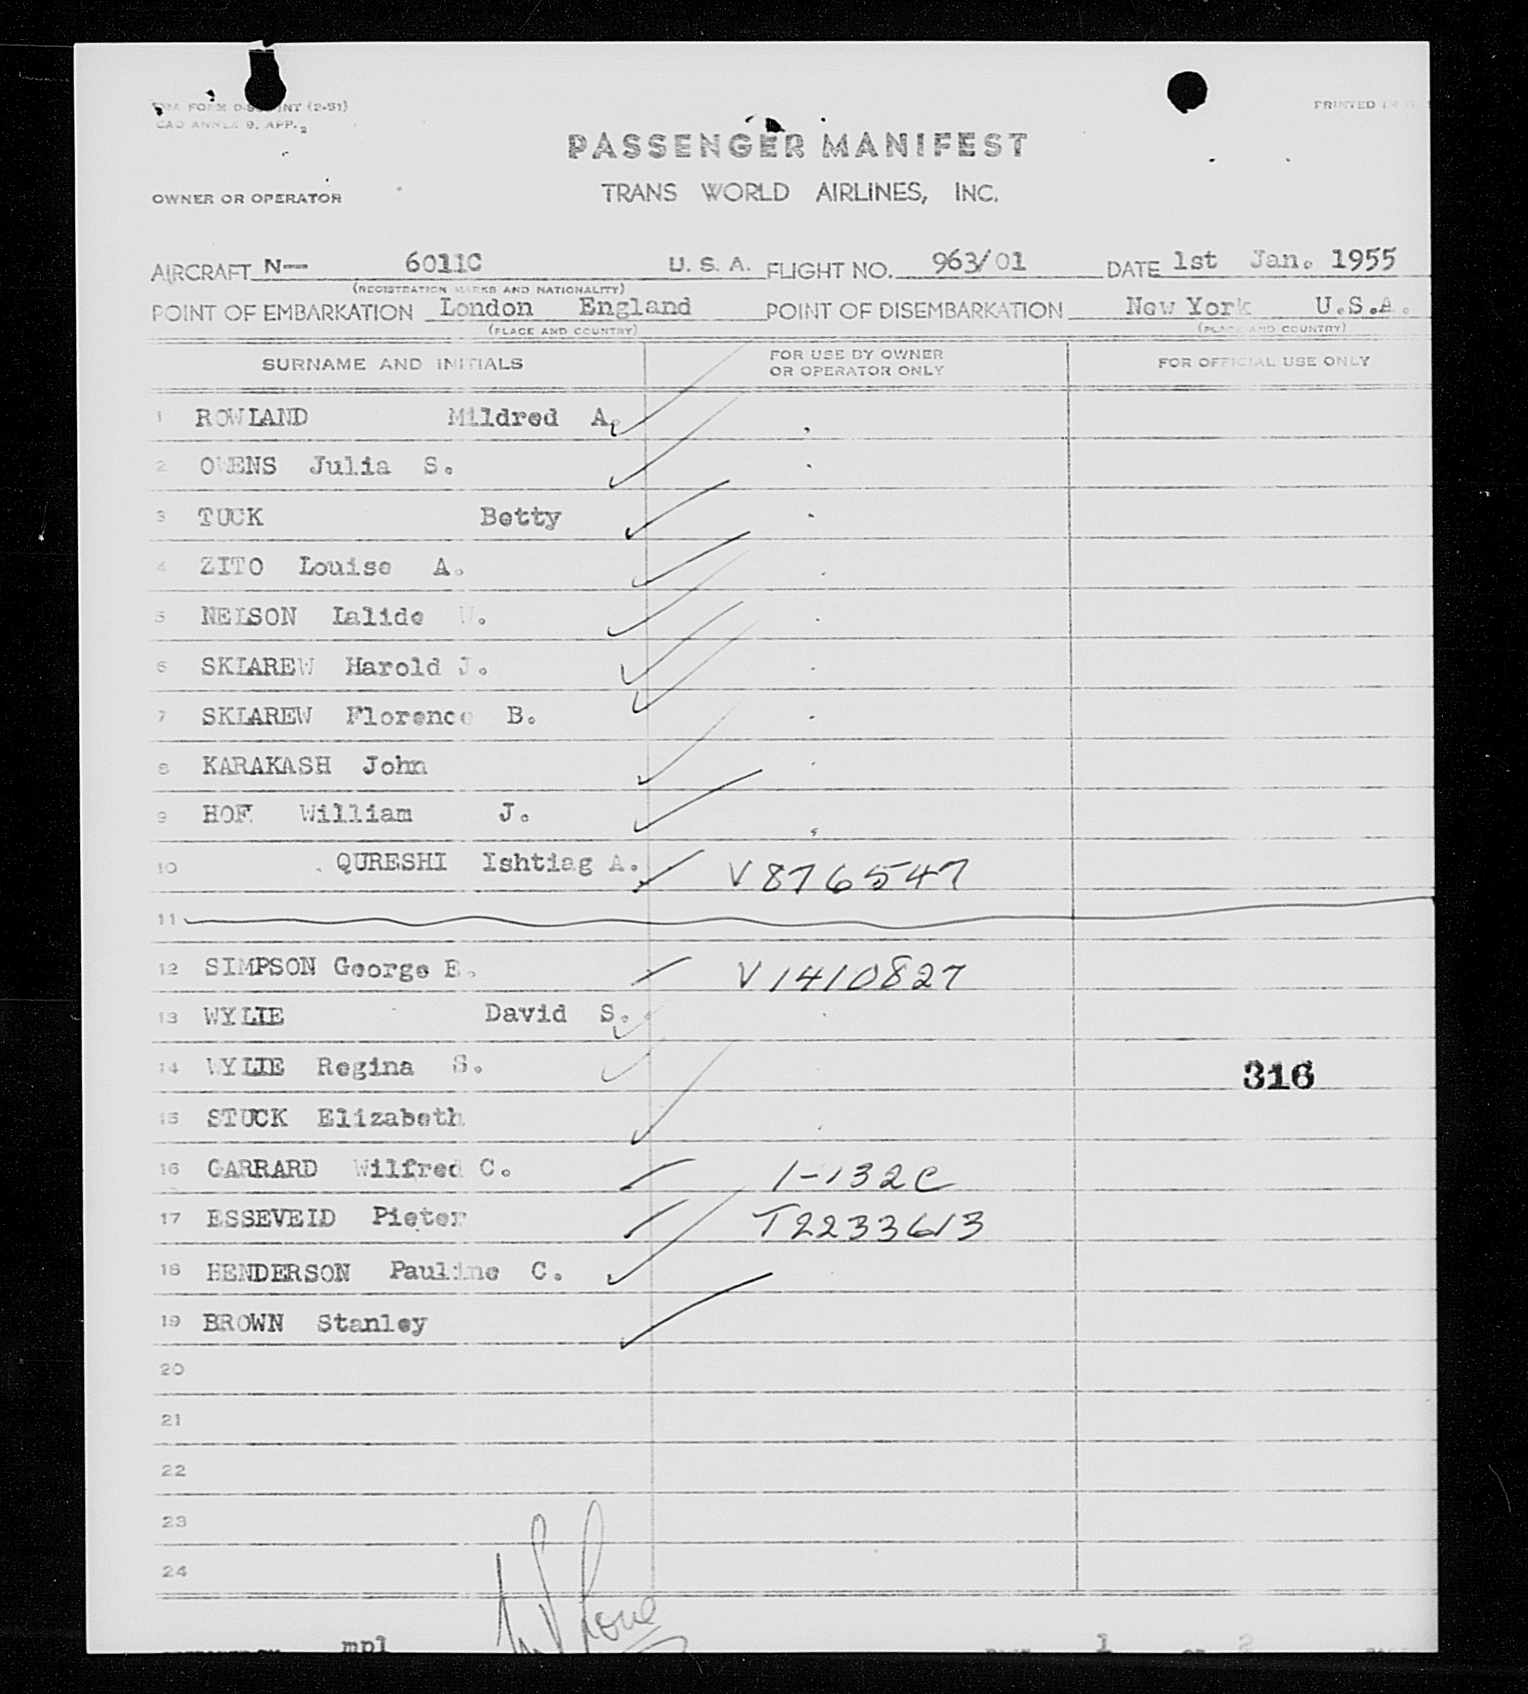 PRINTED
PASSENGER MANIFEST
OWNER OR OPERATOR TRANS WORLD AIRLINES, INC.
AIRCRAFT N— 6011C U. S. A. FLIGHT NO. 963/01 DATE 1st Jan. 1955
(REGISTRATION MARKS AND NATIONALITY)
POINT OF EMBARKATION London England POINT OF DISEMBARKATION New York U.S.A.
(PLACE AND COUNTRY) (PLACE AND COUNTRY)
SURNAME AND INITIALS FOR USE BY OWNER OR OPERATOR ONLY FOR OFFICIAL USE ONLY
1 ROWLAND Mildred A.
2 OWENS Julia S.
3 TUCK Betty
4 ZITO Louise A.
5 NELSON Lalide
6 SKLAREW Harold J.
7 SKLAREW Florence B.
8 KARAKASH John
9 HOF William J.
10 QURESHI Ishtiag A. V876547
11
12 SIMPSON George E. V1410827
13 WYLIE David S.
14 WYLIE Regina S. 316
15 STUCK Elizabeth
16 GARRARD Wilfred C. 1-132C
17 ESSEVELD Pieter T2233613
18 HENDERSON Pauline C.
19 BROWN Stanley
20
21
22
23
24
mpl 1 2